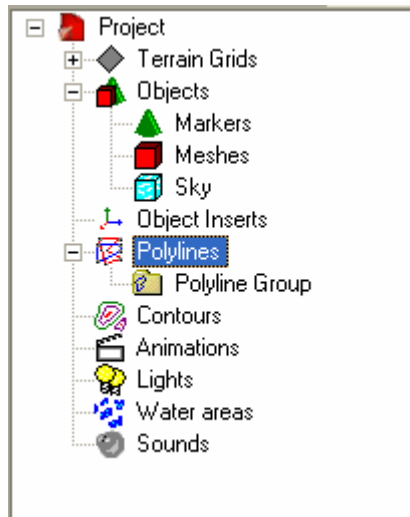 Project
Terrain Grids
Objects
Markers
Meshes
Sky
Object Inserts
Polylines
Polyline Group
Contours
Animations
Lights
Water areas
Sounds